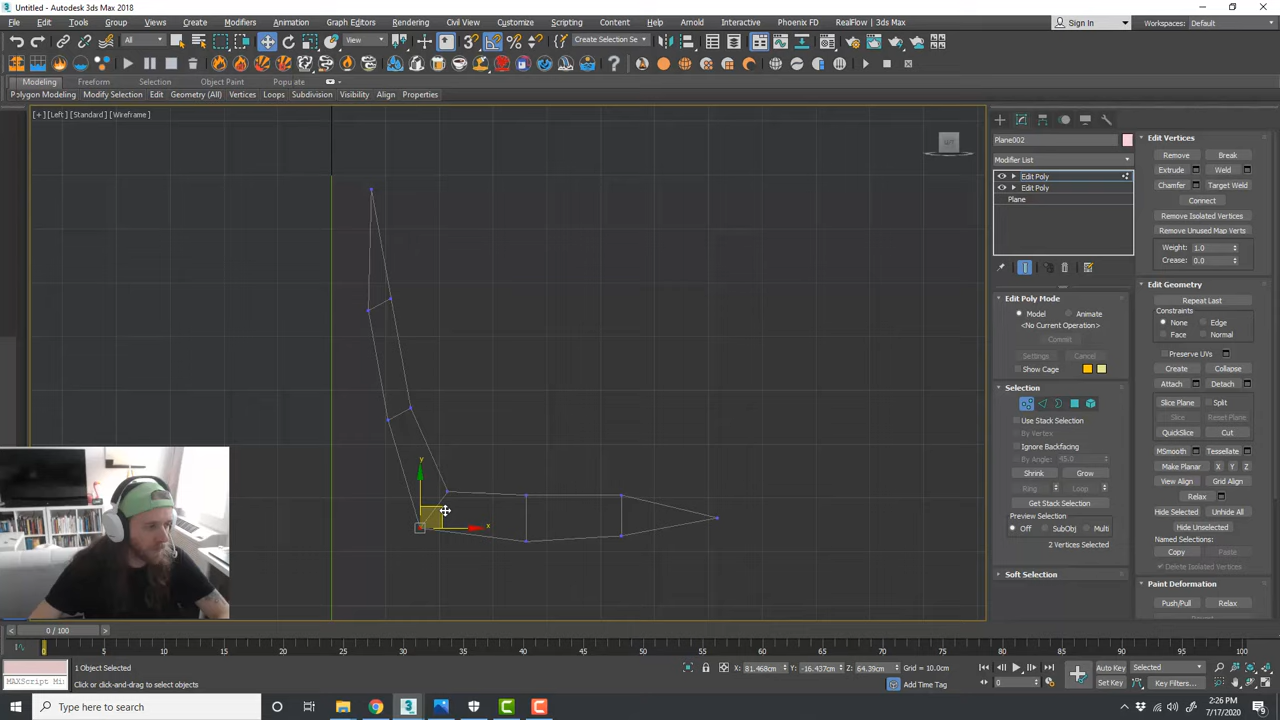 Untitled - Autodesk 3ds Max 2018
File Edit Tools Group Views Create Modifiers Animation Graph Editors Rendering Civil View Customize Scripting Content Help Arnold Interactive Phoenix FD RealFlow | 3ds Max
Sign In Workspaces: Default
All View Create Selection Se
Modeling Freeform Selection Object Paint Populate
Polygon Modeling Modify Selection Edit Geometry (All) Vertices Loops Subdivision Visibility Align Properties
[+] [Left] [Standard] [Wireframe]
y
x
Plane002
Modifier List
Edit Poly
Edit Poly
Plane
Edit Poly Mode
Model Animate
<No Current Operation>
Commit
Settings Cancel
Show Cage
Selection
Use Stack Selection
By Vertex
Ignore Backfacing
By Angle: 45.0
Shrink Grow
Ring Loop
Get Stack Selection
Preview Selection
Off SubObj Multi
2 Vertices Selected
Soft Selection
Edit Vertices
Remove Break
Extrude Weld
Chamfer Target Weld
Connect
Remove Isolated Vertices
Remove Unused Map Verts
Weight: 1.0
Crease: 0.0
Edit Geometry
Repeat Last
Constraints
None Edge
Face Normal
Preserve UVs
Create Collapse
Attach Detach
Slice Plane Split
Slice Reset Plane
QuickSlice Cut
MSmooth Tessellate
Make Planar X Y Z
View Align Grid Align
Relax
Hide Selected Unhide All
Hide Unselected
Named Selections:
Copy Paste
Delete Isolated Vertices
Paint Deformation
Push/Pull Relax
0 / 100
0 5 10 15 20 25 30 35 40 45 50 55 60 65 70 75 80 85 90 95 100
1 Object Selected
MAXScript Mi
Click or click-and-drag to select objects
X: 81.468cm Y: -16.437cm Z: 64.39cm Grid = 10.0cm
Add Time Tag
0
Auto Key Selected
Set Key Key Filters...
Type here to search
2:26 PM
7/17/2020